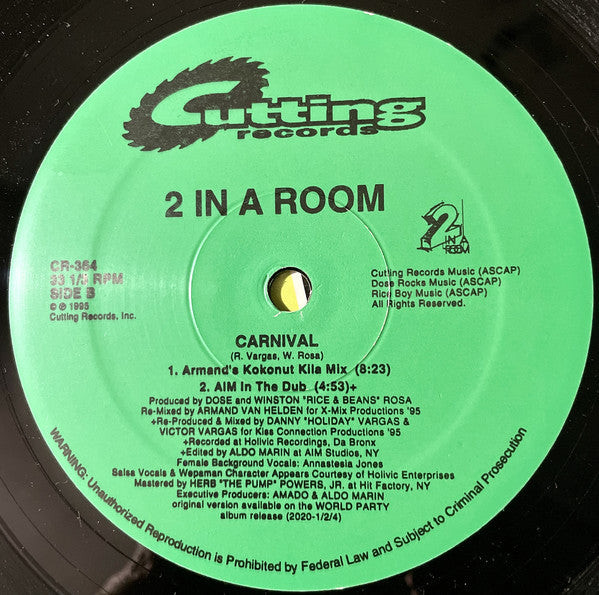 Cutting
records
2 IN A ROOM
2
IN A
ROOM
CR-364
33 1/3 RPM
SIDE B
© ℗ 1995
Cutting Records, Inc.
Cutting Records Music (ASCAP)
Dose Rocks Music (ASCAP)
Rice Boy Music (ASCAP)
All Rights Reserved.
CARNIVAL
(R. Vargas, W. Rosa)
1. Armand's Kokonut Kila Mix (8:23)
2. AIM In The Dub (4:53)+
Produced by DOSE and WINSTON "RICE & BEANS" ROSA
Re-Mixed by ARMAND VAN HELDEN for X-Mix Productions '95
+Re-Produced & Mixed by DANNY "HOLIDAY" VARGAS &
VICTOR VARGAS for Kiss Connection Productions '95
+Recorded at Holivic Recordings, Da Bronx
+Edited by ALDO MARIN at AIM Studios, NY
Female Background Vocals: Annastesia Jones
Salsa Vocals & Wepaman Character Appears Courtesy of Holivic Enterprises
Mastered by HERB "THE PUMP" POWERS, JR. at Hit Factory, NY
Executive Producers: AMADO & ALDO MARIN
original version available on the WORLD PARTY
album release (2020-1/2/4)
WARNING: Unauthorized Reproduction is Prohibited by Federal Law and Subject to Criminal Prosecution